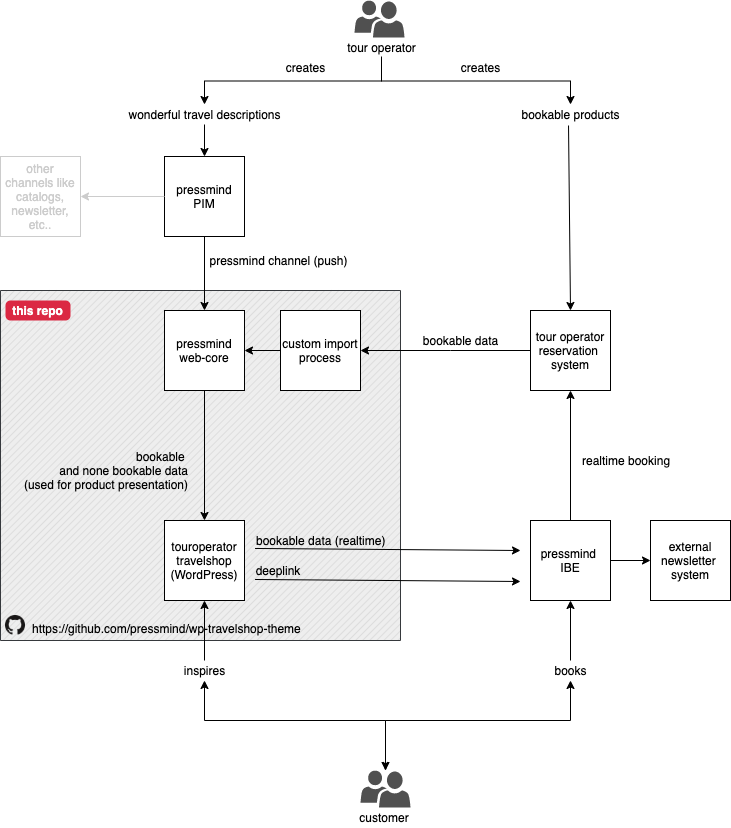 tour operator
creates
creates
wonderful travel descriptions
bookable products
other
channels like
catalogs,
newsletter,
etc..
pressmind
PIM
pressmind channel (push)
this repo
pressmind
web-core
custom import
process
bookable data
tour operator
reservation
system
bookable
and none bookable data
(used for product presentation)
realtime booking
touroperator
travelshop
(WordPress)
bookable data (realtime)
deeplink
pressmind
IBE
external
newsletter
system
https://github.com/pressmind/wp-travelshop-theme
inspires
books
customer